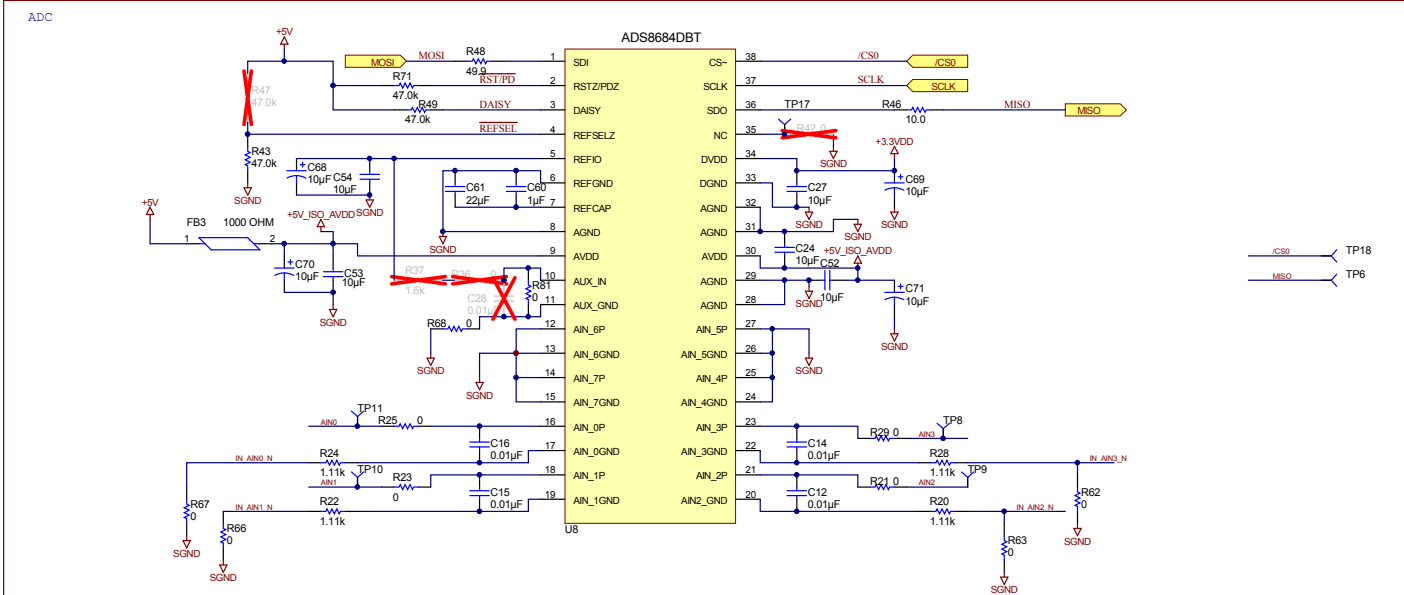 ADC
ADS8684DBT
+5V
MOSI
MOSI
R48
49.9
1
SDI
CS~
38
/CS0
/CS0
R47
47.0k
R71
47.0k
RST/PD
2
RSTZ/PDZ
SCLK
37
SCLK
SCLK
R49
47.0k
DAISY
3
DAISY
SDO
36
TP17
R46
10.0
MISO
MISO
REFSEL
4
REFSELZ
NC
35
R42 0
SGND
R43
47.0k
SGND
5
REFIO
DVDD
34
+3.3VDD
C68
10µF
C54
10µF
SGND
6
REFGND
DGND
33
C61
22µF
C60
1µF
C27
10µF
SGND
C69
10µF
SGND
7
REFCAP
AGND
32
8
AGND
AGND
31
SGND
SGND
+5V
FB3
1000 OHM
1
2
+5V_ISO_AVDD
9
AVDD
AVDD
30
C24
10µF
+5V_ISO_AVDD
C70
10µF
C53
10µF
SGND
R37
1.6k
R36
0
10
AUX_IN
AGND
29
C52
10µF
SGND
C71
10µF
SGND
C28
0.01µF
R81
0
11
AUX_GND
AGND
28
R68
0
SGND
12
AIN_6P
AIN_5P
27
13
AIN_6GND
AIN_5GND
26
SGND
SGND
14
AIN_7P
AIN_4P
25
15
AIN_7GND
AIN_4GND
24
/CS0
TP18
MISO
TP6
TP11
AIN0
R25
0
16
AIN_0P
AIN_3P
23
R29 0
AIN3
TP8
C16
0.01µF
C14
0.01µF
IN_AIN0_N
R24
1.11k
17
AIN_0GND
AIN_3GND
22
R28
1.11k
IN_AIN3_N
TP10
AIN1
R23
0
18
AIN_1P
AIN_2P
21
R21 0
AIN2
TP9
C15
0.01µF
C12
0.01µF
IN_AIN1_N
R22
1.11k
19
AIN_1GND
AIN2_GND
20
R20
1.11k
IN_AIN2_N
R67
0
SGND
R66
0
SGND
U8
R63
0
SGND
R62
0
SGND